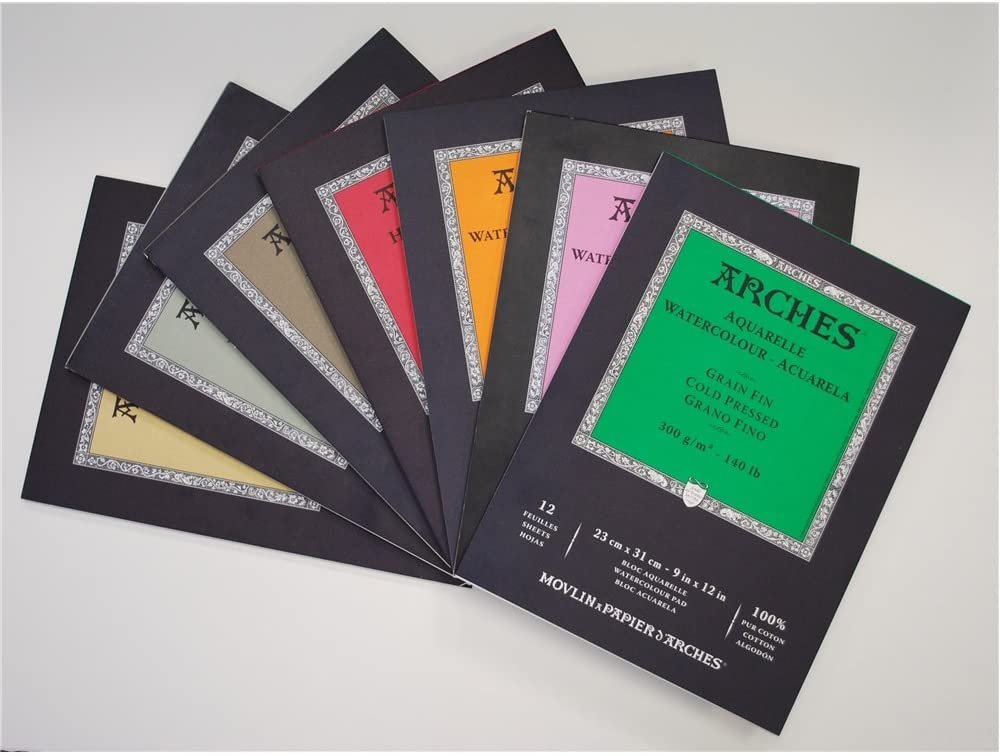 ARCHES
ARCHES
AQUARELLE
WATERCOLOUR - ACUARELA
GRAIN FIN
COLD PRESSED
GRANO FINO
300 g/m² - 140 lb
12
FEUILLES
SHEETS
HOJAS
23 cm x 31 cm - 9 in x 12 in
BLOC AQUARELLE
WATERCOLOUR PAD
BLOC ACUARELA
100%
PUR COTON
COTTON
ALGODÓN
MOVLIN A PAPIER D ARCHES®